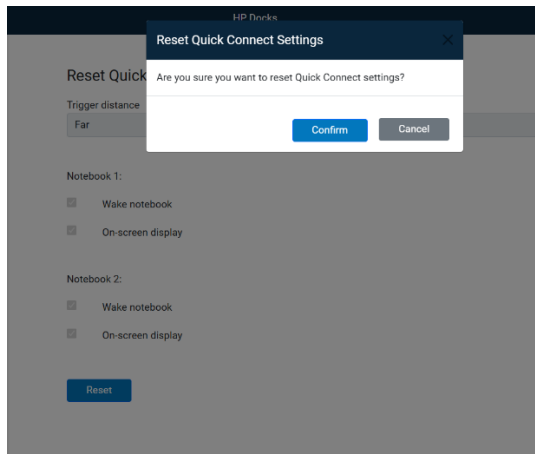 HP Docks
Reset Quick Connect Settings
Are you sure you want to reset Quick Connect settings?
Confirm
Cancel
Reset Quick
Trigger distance
Far
Notebook 1:
Wake notebook
On-screen display
Notebook 2:
Wake notebook
On-screen display
Reset